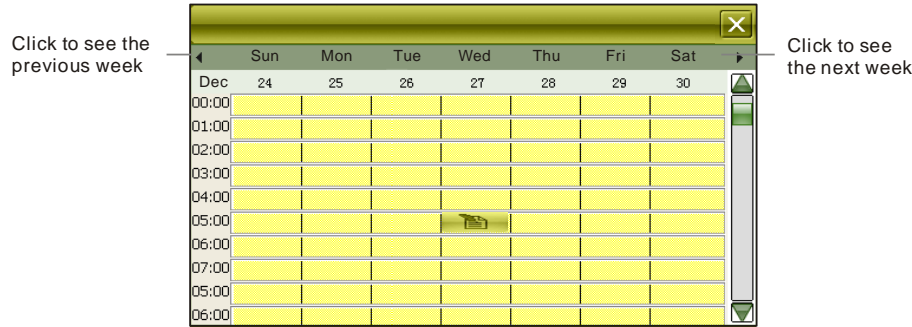 Click to see the
previous week
Click to see
the next week
Sun Mon Tue Wed Thu Fri Sat
Dec 24 25 26 27 28 29 30
00:00
01:00
02:00
03:00
04:00
05:00
06:00
07:00
05:00
06:00